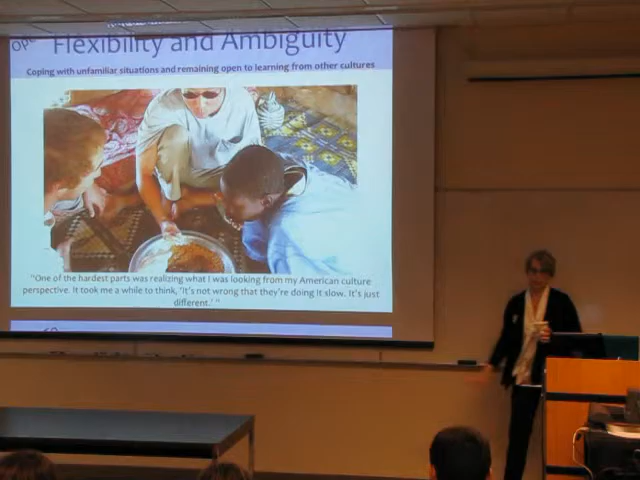 Flexibility and Ambiguity
Coping with unfamiliar situations and remaining open to learning from other cultures
"One of the hardest parts was realizing what I was looking from my American culture
perspective. It took me a while to think, 'It's not wrong that they're doing it slow. It's just
different.' "